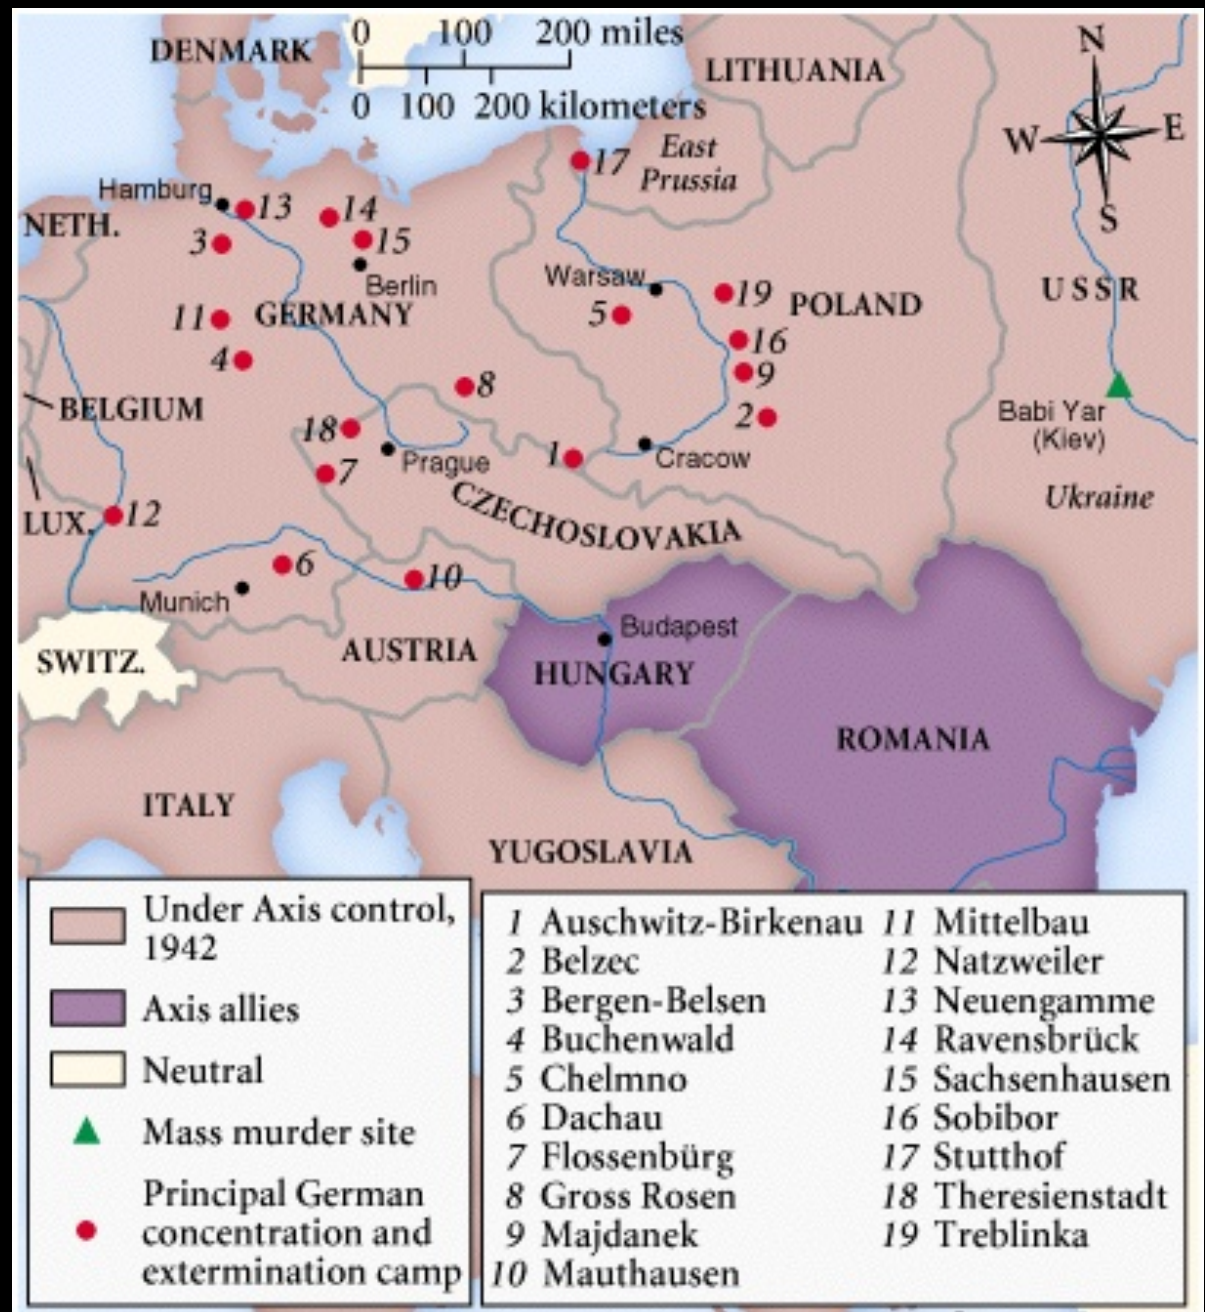 DENMARK
0 100 200 miles
0 100 200 kilometers
LITHUANIA
N
W E
S
17
East
Prussia
Hamburg
13
14
NETH.
3
15
Berlin
Warsaw
19
USSR
11
GERMANY
5
POLAND
16
4
9
8
BELGIUM
2
Babi Yar
(Kiev)
18
1
Cracow
Prague
7
CZECHOSLOVAKIA
Ukraine
LUX.
12
6
10
Munich
Budapest
SWITZ.
AUSTRIA
HUNGARY
ROMANIA
ITALY
YUGOSLAVIA
Under Axis control,
1942
Axis allies
Neutral
Mass murder site
Principal German
concentration and
extermination camp
1 Auschwitz-Birkenau
2 Belzec
3 Bergen-Belsen
4 Buchenwald
5 Chelmno
6 Dachau
7 Flossenbürg
8 Gross Rosen
9 Majdanek
10 Mauthausen
11 Mittelbau
12 Natzweiler
13 Neuengamme
14 Ravensbrück
15 Sachsenhausen
16 Sobibor
17 Stutthof
18 Theresienstadt
19 Treblinka